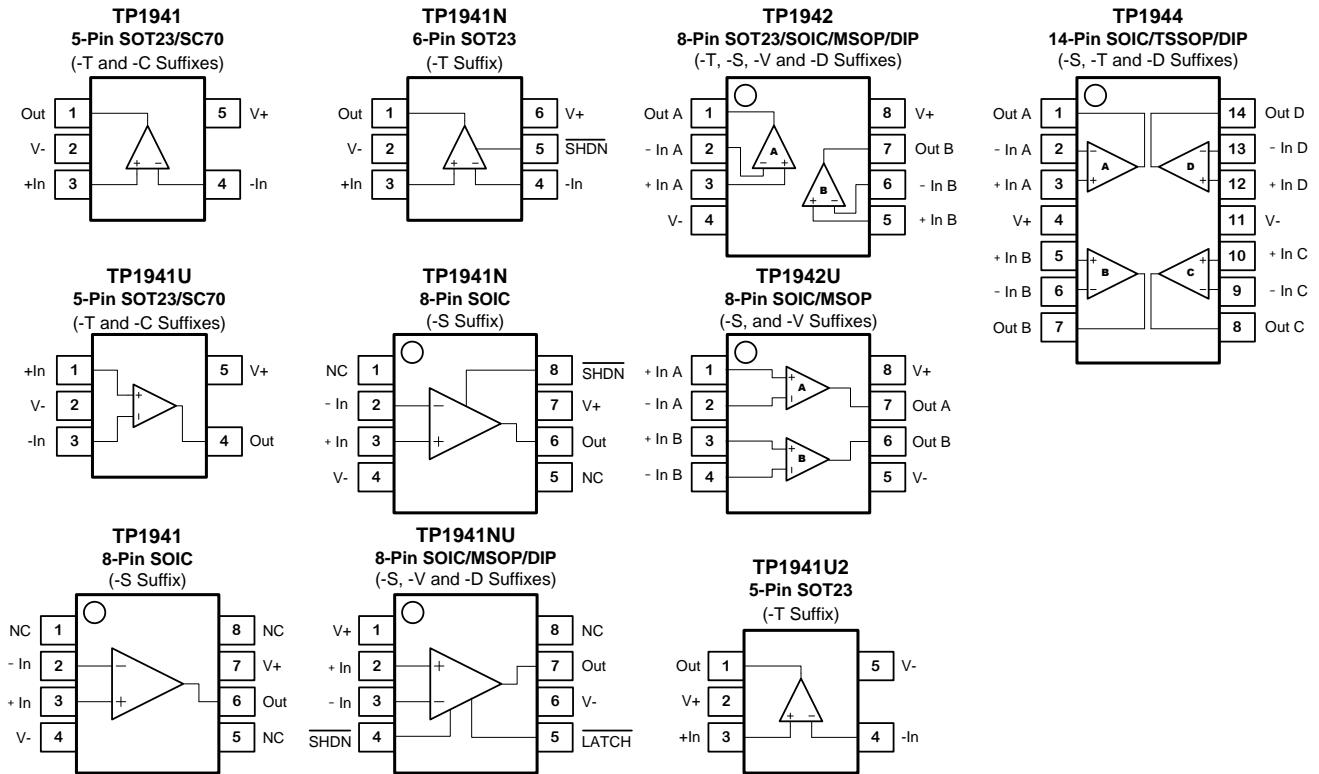 TP1941
5-Pin SOT23/SC70
(-T and -C Suffixes)
Out 1
V- 2
+In 3
5 V+
4 -In
+ −
TP1941N
6-Pin SOT23
(-T Suffix)
Out 1
V- 2
+In 3
6 V+
5 SHDN
4 -In
+ −
TP1942
8-Pin SOT23/SOIC/MSOP/DIP
(-T, -S, -V and -D Suffixes)
Out A 1
- In A 2
+ In A 3
V- 4
8 V+
7 Out B
6 - In B
5 + In B
A
− +
B
+ −
TP1944
14-Pin SOIC/TSSOP/DIP
(-S, -T and -D Suffixes)
Out A 1
- In A 2
+ In A 3
V+ 4
+ In B 5
- In B 6
Out B 7
14 Out D
13 - In D
12 + In D
11 V-
10 + In C
9 - In C
8 Out C
− A +
− D +
+ B −
+ C −
TP1941U
5-Pin SOT23/SC70
(-T and -C Suffixes)
+In 1
V- 2
-In 3
5 V+
4 Out
+ −
TP1941N
8-Pin SOIC
(-S Suffix)
NC 1
- In 2
+ In 3
V- 4
8 SHDN
7 V+
6 Out
5 NC
− +
TP1942U
8-Pin SOIC/MSOP
(-S, and -V Suffixes)
+ In A 1
- In A 2
+ In B 3
- In B 4
8 V+
7 Out A
6 Out B
5 V-
+ A −
+ B −
TP1941
8-Pin SOIC
(-S Suffix)
NC 1
- In 2
+ In 3
V- 4
8 NC
7 V+
6 Out
5 NC
− +
TP1941NU
8-Pin SOIC/MSOP/DIP
(-S, -V and -D Suffixes)
V+ 1
+ In 2
- In 3
SHDN 4
8 NC
7 Out
6 V-
5 LATCH
+ −
TP1941U2
5-Pin SOT23
(-T Suffix)
Out 1
V+ 2
+In 3
5 V-
4 -In
+ −